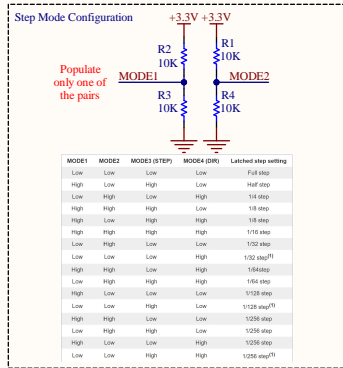 Step Mode Configuration
+3.3V +3.3V
R2
10K
R1
10K
Populate
only one of
the pairs
MODE1
MODE2
R3
10K
R4
10K
MODE1 MODE2 MODE3 (STEP) MODE4 (DIR) Latched step setting
Low Low Low Low Full step
High Low High Low Half step
Low High High Low 1/4 step
High High High Low 1/8 step
High Low Low High 1/8 step
High High High High 1/16 step
Low High Low Low 1/32 step
Low Low Low High 1/32 step(1)
High High Low High 1/64step
Low High High High 1/64 step
High Low Low Low 1/128 step
Low Low High Low 1/128 step(1)
High High Low Low 1/256 step
Low High Low High 1/256 step
High Low High High 1/256 step
Low Low High High 1/256 step(1)